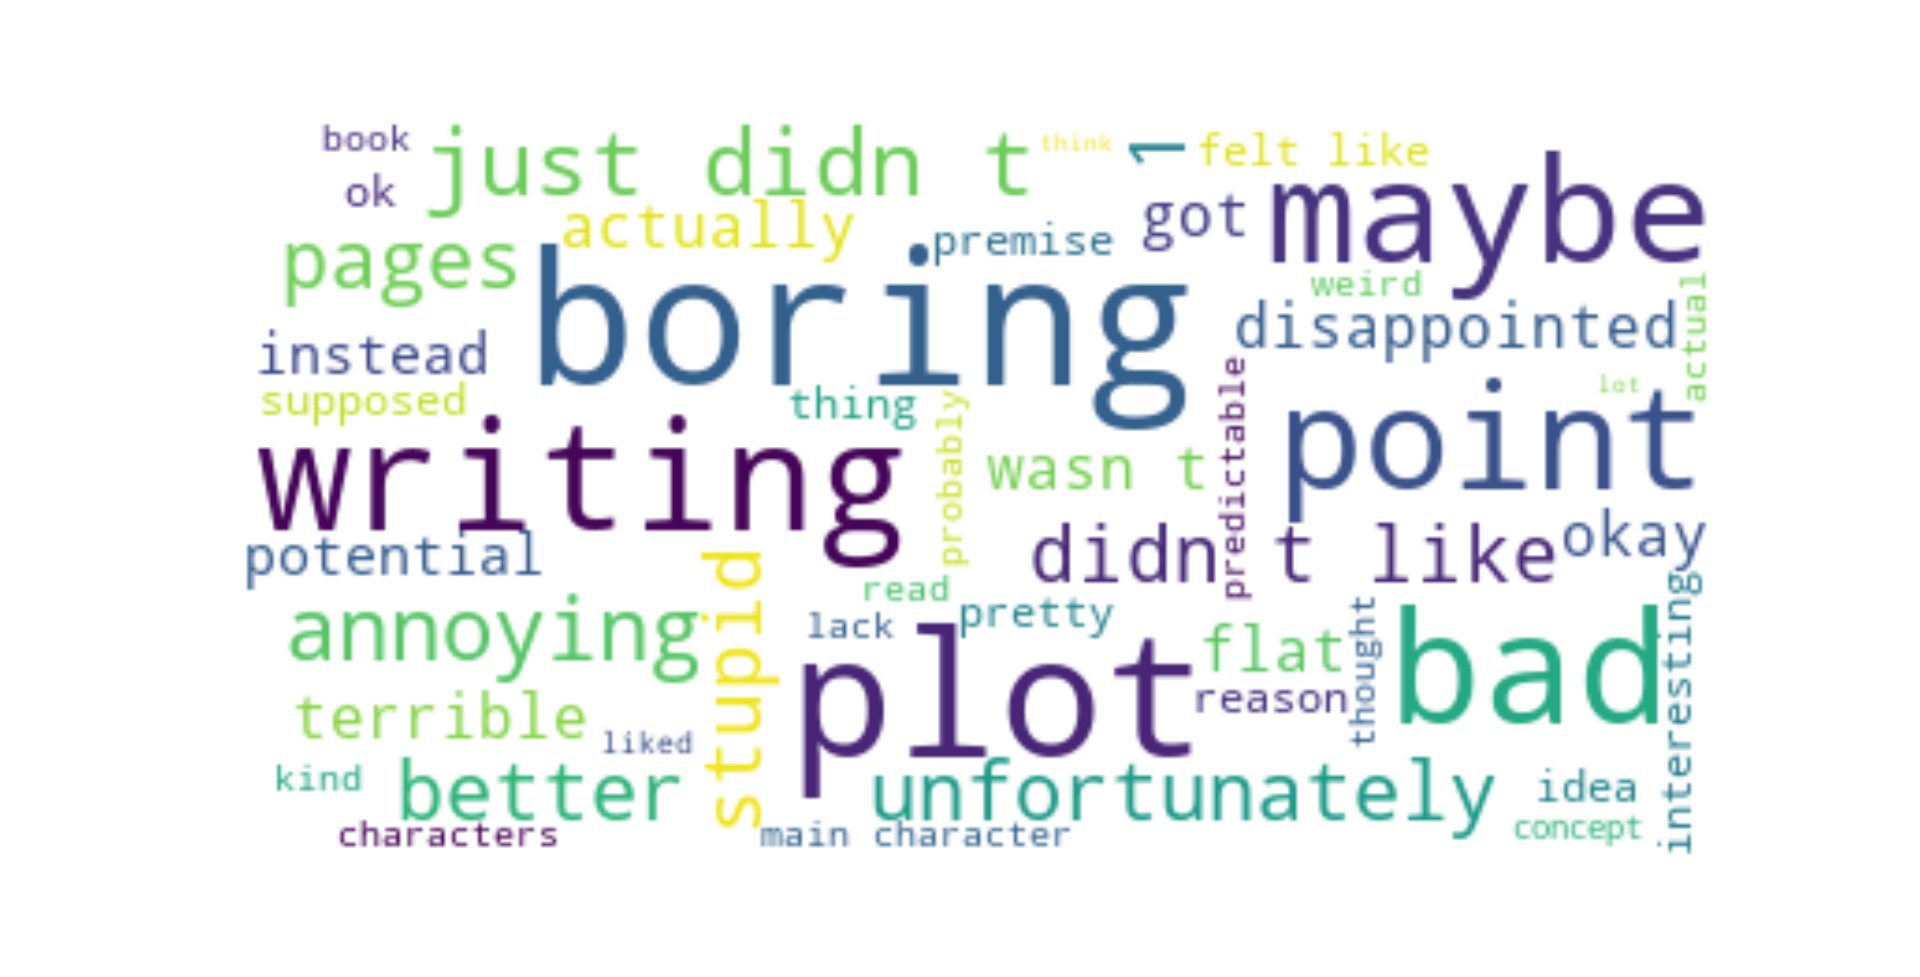 book
just didn t
think
1
felt like
ok
maybe
actually
got
premise
pages
boring
weird
actual
disappointed
instead
supposed
thing
predictable
lot
point
writing
probably
wasn t
potential
didn t like
okay
stupid
read
interesting
annoying
lack
pretty
plot
flat
thought
bad
reason
terrible
liked
kind
better
unfortunately
idea
characters
main character
concept